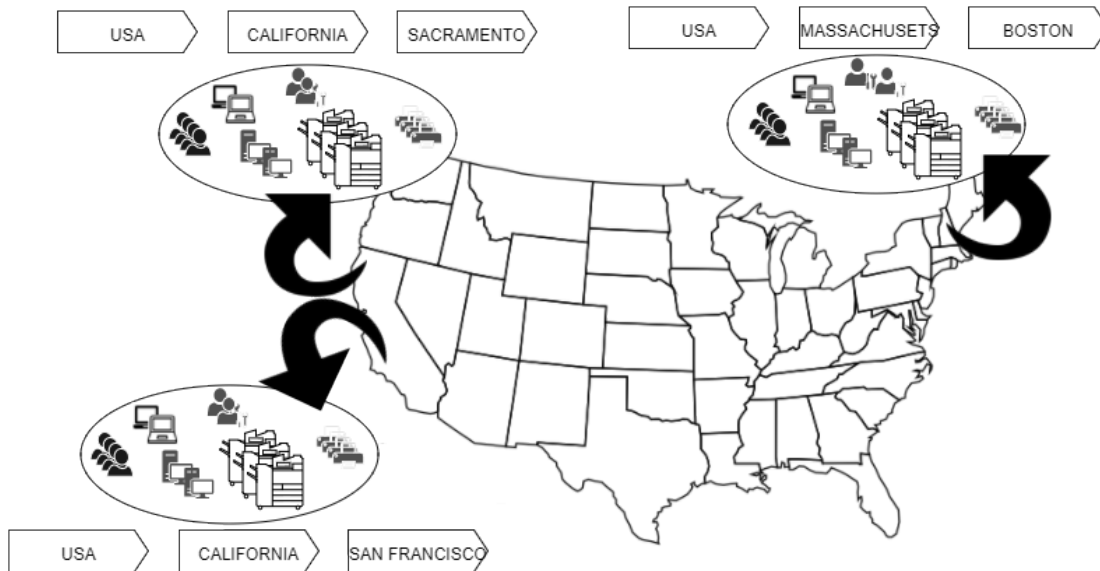 USA
CALIFORNIA
SACRAMENTO
USA
MASSACHUSETS
BOSTON
USA
CALIFORNIA
SAN FRANCISCO